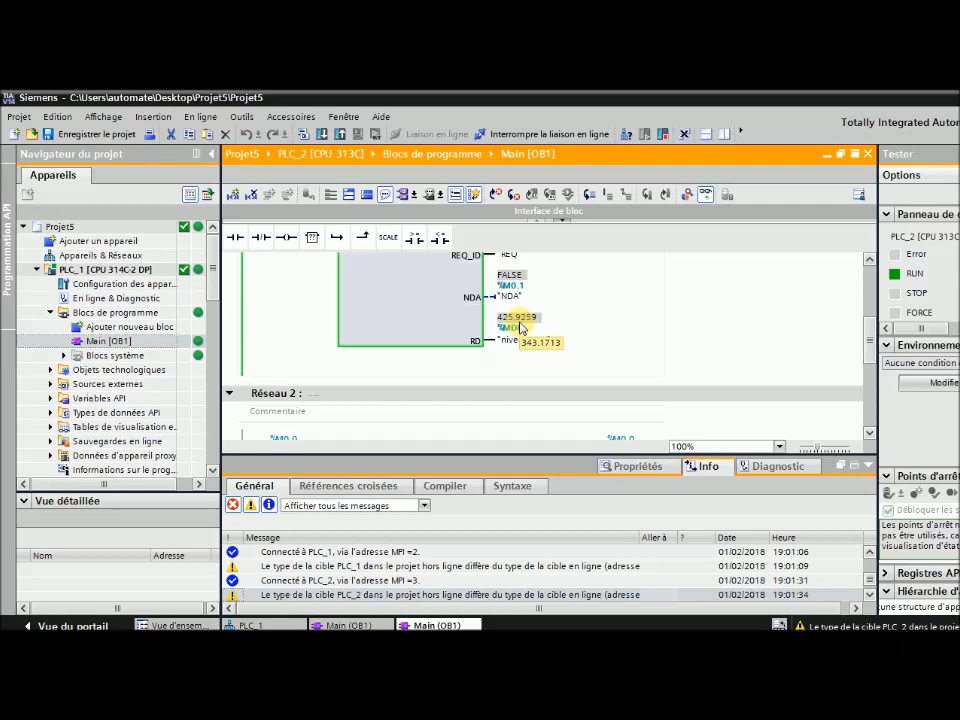 Siemens - C:\Users\automate\Desktop\Projet5\Projet5
Projet Edition Affichage Insertion En ligne Outils Accessoires Fenêtre Aide
Enregistrer le projet Liaison en ligne Interrompre la liaison en ligne
Totally Integrated Autom
Navigateur du projet
Projet5 PLC_2 [CPU 313C] Blocs de programme Main [OB1]
Tester
Appareils
Options
Interface de bloc
Programmation API
Projet5
Ajouter un appareil
Appareils & Réseaux
PLC_1 [CPU 314C-2 DP]
Configuration des appar
En ligne & Diagnostic
Blocs de programme
Ajouter nouveau bloc
Main [OB1]
Blocs système
Objets technologiques
Sources externes
Variables API
Types de données API
Tables de visualisation e..
Sauvegardes en ligne
Données d'appareil proxy
Informations sur le prog...
SCALE
REQ_ID REQ
FALSE
%M0.1
NDA "NDA"
425.9259
%MD
RD "nive
343.1713
Réseau 2 :
Commentaire
%M0.0 %M0.0
100%
Panneau de c
PLC_2 [CPU 313C
Error
RUN
STOP
FORCE
Environneme
Aucune condition
Modifie
Points d'arrê
Débloquer les s
Les points d'arrêt n
pas être utilisés, ca
visualisation d'éta
Registres AP
Hiérarchie d'a
cune structure d'app
Propriétés Info Diagnostic
Général Références croisées Compiler Syntaxe
Afficher tous les messages
! Message Aller à ? Date Heure
Connecté à PLC_1, via l'adresse MPI =2. 01/02/2018 19:01:06
Le type de la cible PLC_1 dans le projet hors ligne diffère du type de la cible en ligne (adresse 01/02/2018 19:01:09
Connecté à PLC_2, via l'adresse MPI =3. 01/02/2018 19:01:31
Le type de la cible PLC_2 dans le projet hors ligne diffère du type de la cible en ligne (adresse 01/02/2018 19:01:34
Vue détaillée
Nom Adresse
Vue du portail Vue d'ensem... PLC_1 Main (OB1) Main (OB1)
Le type de la cible PLC_2 dans le proje